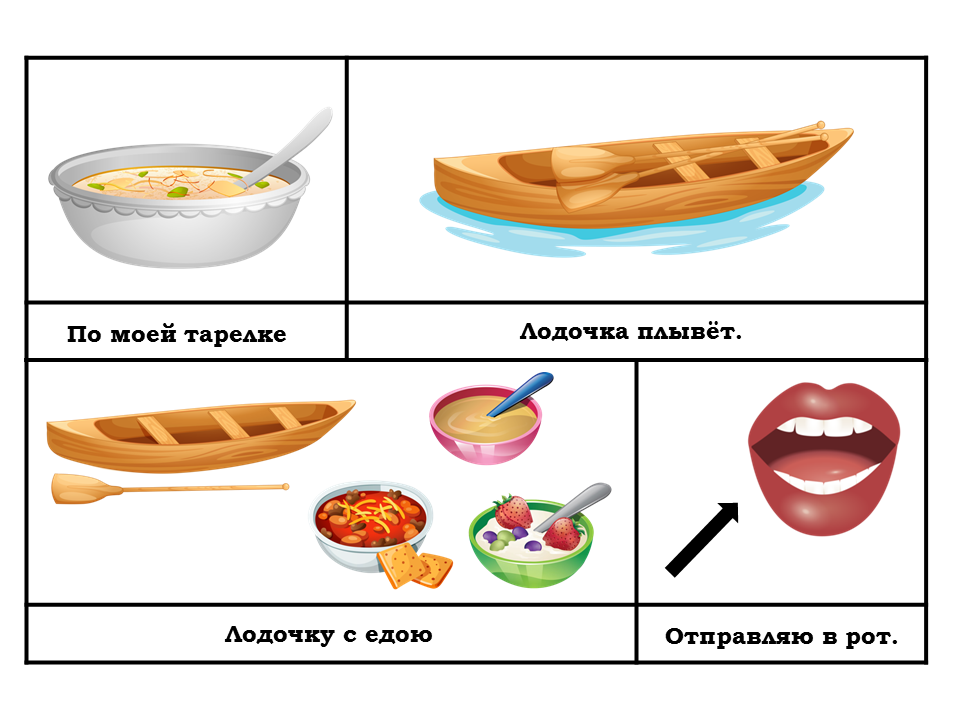 По моей тарелке
Лодочка плывёт.
Лодочку с едою
Отправляю в рот.